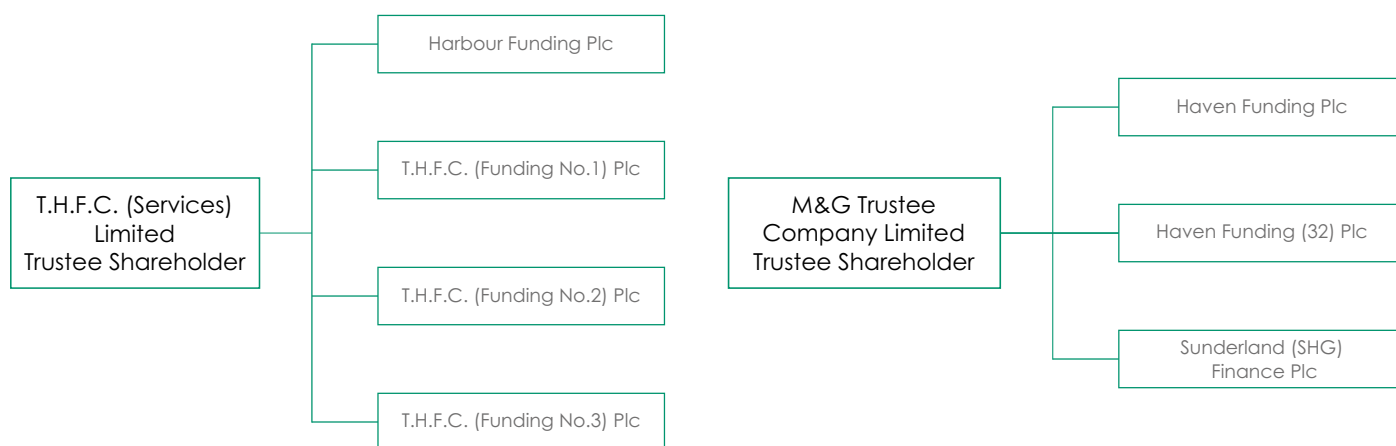 Harbour Funding Plc
T.H.F.C. (Funding No.1) Plc
T.H.F.C. (Services)
Limited
Trustee Shareholder
T.H.F.C. (Funding No.2) Plc
T.H.F.C. (Funding No.3) Plc
Haven Funding Plc
M&G Trustee
Company Limited
Trustee Shareholder
Haven Funding (32) Plc
Sunderland (SHG)
Finance Plc